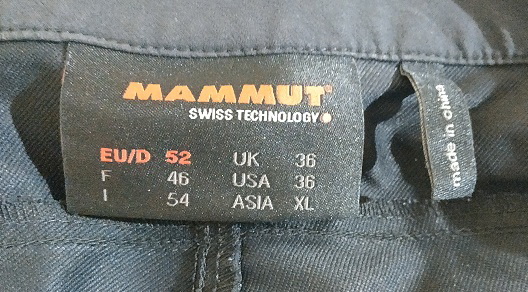 MAMMUT
SWISS TECHNOLOGY
EU/D 52 UK 36
F 46 USA 36
I 54 ASIA XL
made in china